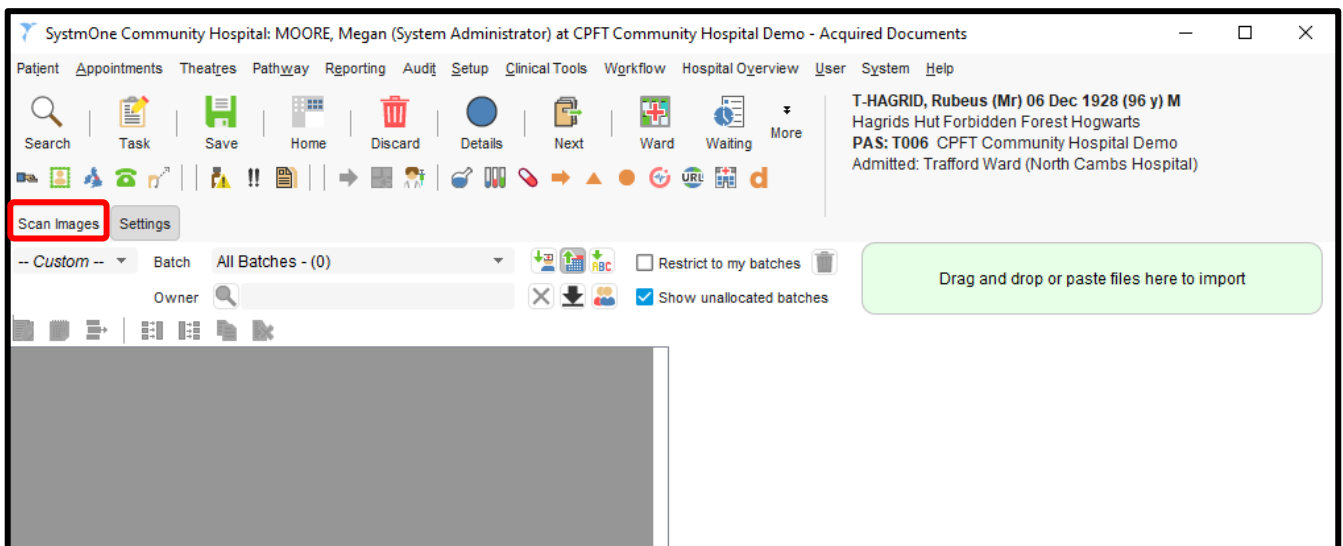 SystmOne Community Hospital: MOORE, Megan (System Administrator) at CPFT Community Hospital Demo - Acquired Documents
Patient Appointments Theatres Pathway Reporting Audit Setup Clinical Tools Workflow Hospital Overview User System Help
Search Task Save Home Discard Details Next Ward Waiting More
T-HAGRID, Rubeus (Mr) 06 Dec 1928 (96 y) M
Hagrids Hut Forbidden Forest Hogwarts
PAS: T006 CPFT Community Hospital Demo
Admitted: Trafford Ward (North Cambs Hospital)
URL d
Scan Images Settings
-- Custom -- Batch All Batches - (0) ABC Restrict to my batches
Owner Show unallocated batches
Drag and drop or paste files here to import